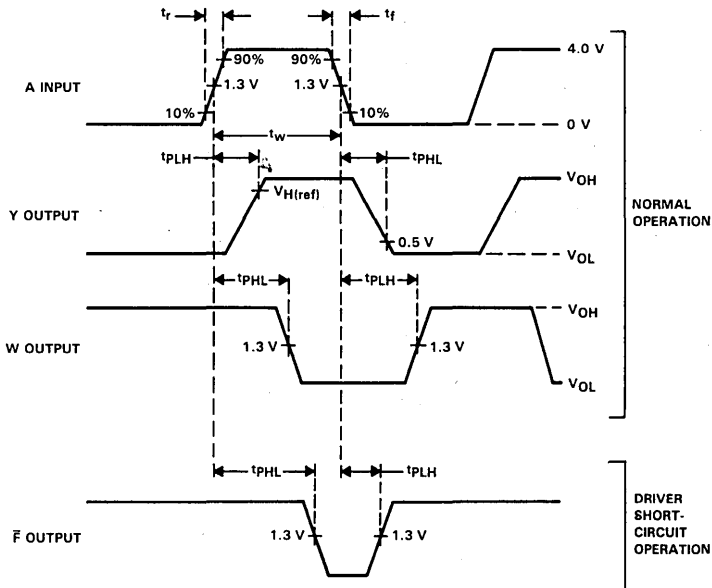 tr
tf
A INPUT
90%
90%
4.0 V
1.3 V
1.3 V
10%
10%
0 V
tw
tPLH
tPHL
VOH
VH(ref)
Y OUTPUT
0.5 V
VOL
NORMAL
OPERATION
tPHL
tPLH
VOH
W OUTPUT
1.3 V
1.3 V
VOL
tPHL
tPLH
F̅ OUTPUT
1.3 V
1.3 V
DRIVER
SHORT-
CIRCUIT
OPERATION